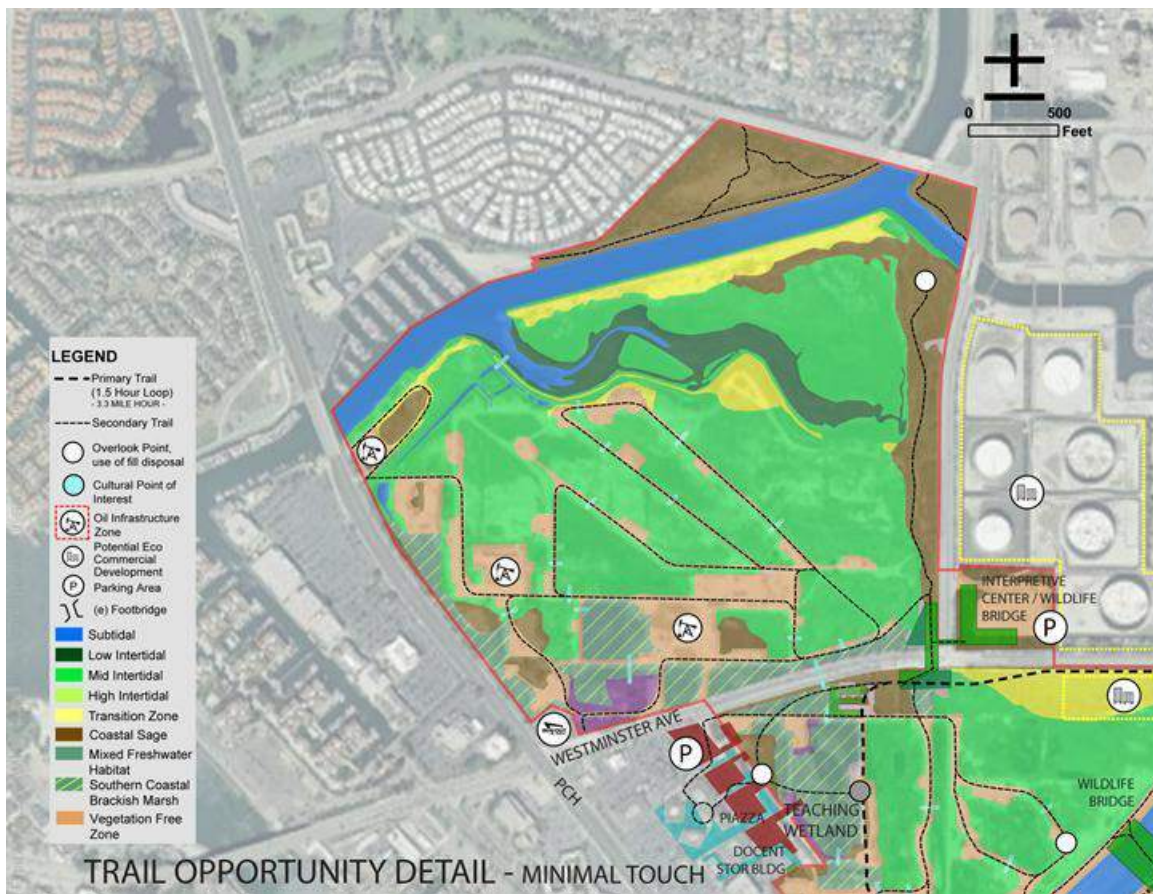 0 500
Feet
LEGEND
Primary Trail
(1.5 Hour Loop)
- 3.3 MILE HOUR -
Secondary Trail
Overlook Point,
use of fill disposal
Cultural Point of
Interest
Oil Infrastructure
Zone
Potential Eco
Commercial
Development
P Parking Area
(e) Footbridge
Subtidal
Low Intertidal
Mid Intertidal
High Intertidal
Transition Zone
Coastal Sage
Mixed Freshwater
Habitat
Southern Coastal
Brackish Marsh
Vegetation Free
Zone
INTERPRETIVE
CENTER / WILDLIFE
BRIDGE
P
WESTMINSTER AVE
P
PCH
WILDLIFE
BRIDGE
PIAZZA
TEACHING
WETLAND
DOCENT
STOR BLDG
TRAIL OPPORTUNITY DETAIL - MINIMAL TOUCH